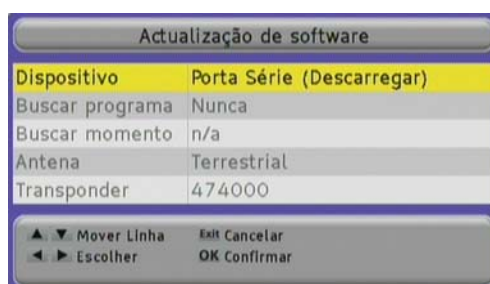 Actualização de software
Dispositivo Porta Série (Descarregar)
Buscar programa Nunca
Buscar momento n/a
Antena Terrestrial
Transponder 474000
▲ ▼ Mover Linha Exit Cancelar
◄ ► Escolher OK Confirmar